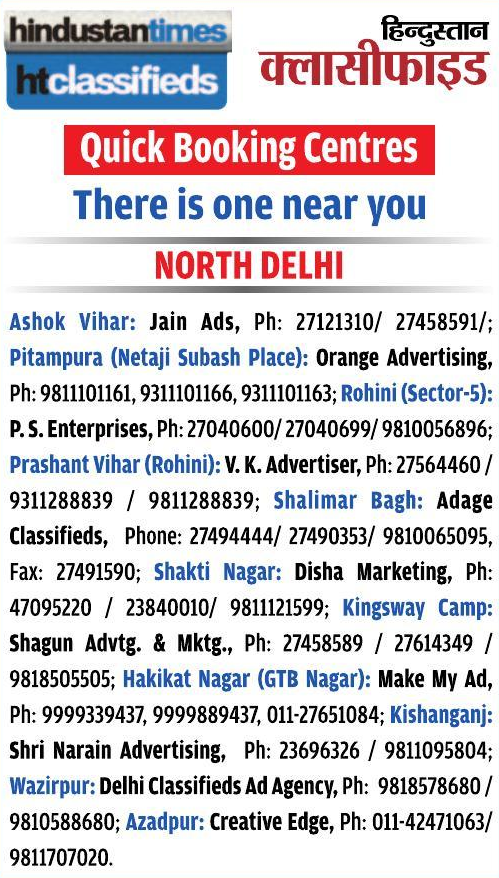 hindustantimes
htclassifieds
हिन्दुस्तान
क्लासीफाइड
Quick Booking Centres
There is one near you
NORTH DELHI
Ashok Vihar: Jain Ads, Ph: 27121310/ 27458591/;
Pitampura (Netaji Subash Place): Orange Advertising,
Ph: 9811101161, 9311101166, 9311101163; Rohini (Sector-5):
P. S. Enterprises, Ph: 27040600/ 27040699/ 9810056896;
Prashant Vihar (Rohini): V. K. Advertiser, Ph: 27564460 /
9311288839 / 9811288839; Shalimar Bagh: Adage
Classifieds, Phone: 27494444/ 27490353/ 9810065095,
Fax: 27491590; Shakti Nagar: Disha Marketing, Ph:
47095220 / 23840010/ 9811121599; Kingsway Camp:
Shagun Advtg. & Mktg., Ph: 27458589 / 27614349 /
9818505505; Hakikat Nagar (GTB Nagar): Make My Ad,
Ph: 9999339437, 9999889437, 011-27651084; Kishanganj:
Shri Narain Advertising, Ph: 23696326 / 9811095804;
Wazirpur: Delhi Classifieds Ad Agency, Ph: 9818578680 /
9810588680; Azadpur: Creative Edge, Ph: 011-42471063/
9811707020.